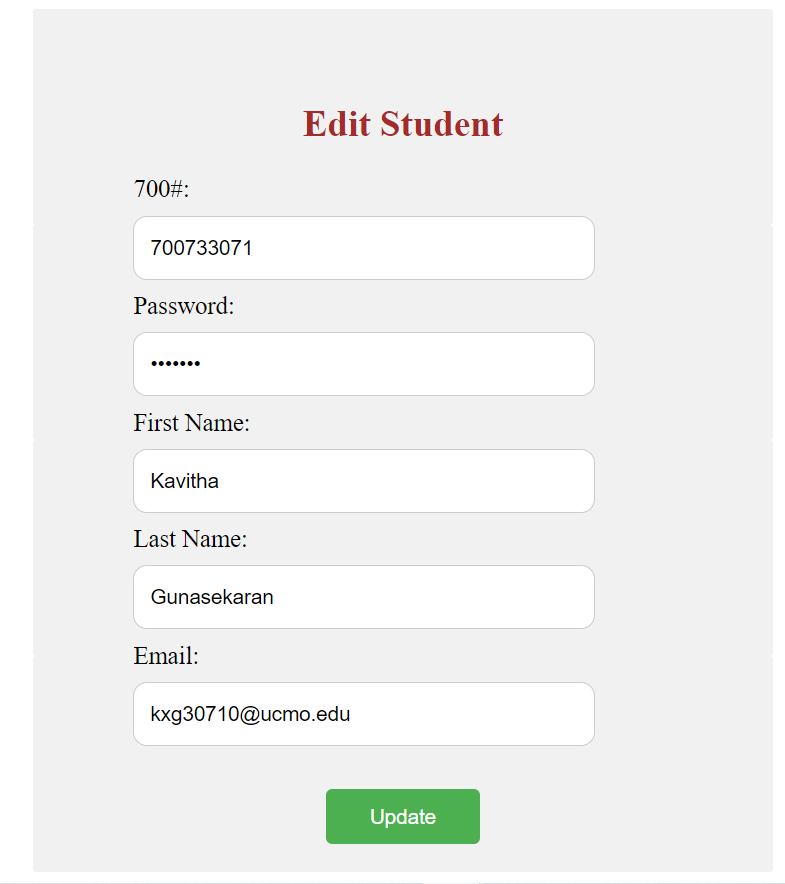 Edit Student
700#:
700733071
Password:
•••••••
First Name:
Kavitha
Last Name:
Gunasekaran
Email:
kxg30710@ucmo.edu
Update